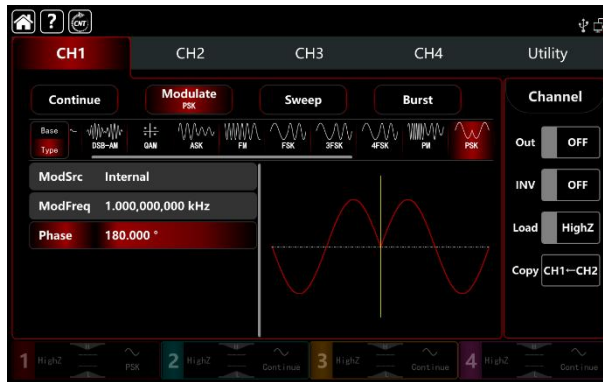 ? CNT
CH1 CH2 CH3 CH4 Utility
Continue Modulate Sweep Burst Channel
PSK
Base
Type DSB-AM QAM ASK FM FSK 3FSK 4FSK PM PSK
Out OFF
ModSrc Internal
INV OFF
ModFreq 1.000,000,000 kHz
Phase 180.000 °
Load HighZ
Copy CH1←CH2
1 HighZ PSK 2 HighZ Continue 3 HighZ Continue 4 HighZ Continue